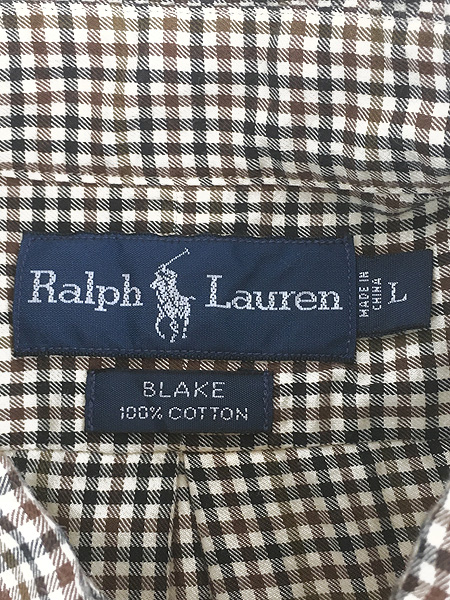 Ralph Lauren
MADE IN
CHINA
L
BLAKE
100% COTTON